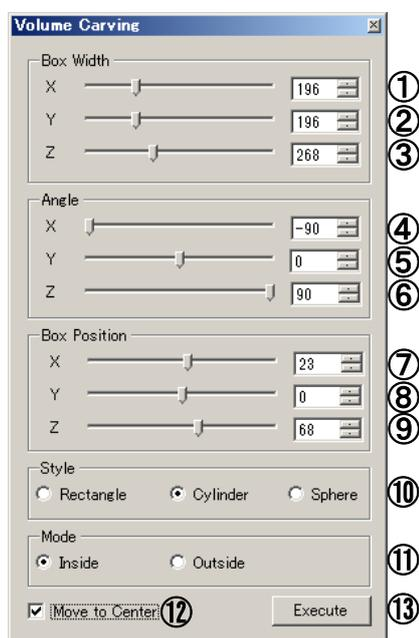 Volume Carving
Box Width
X 196 ①
Y 196 ②
Z 268 ③
Angle
X -90 ④
Y 0 ⑤
Z 90 ⑥
Box Position
X 23 ⑦
Y 0 ⑧
Z 68 ⑨
Style
Rectangle Cylinder Sphere ⑩
Mode
Inside Outside ⑪
Move to Center ⑫ Execute ⑬